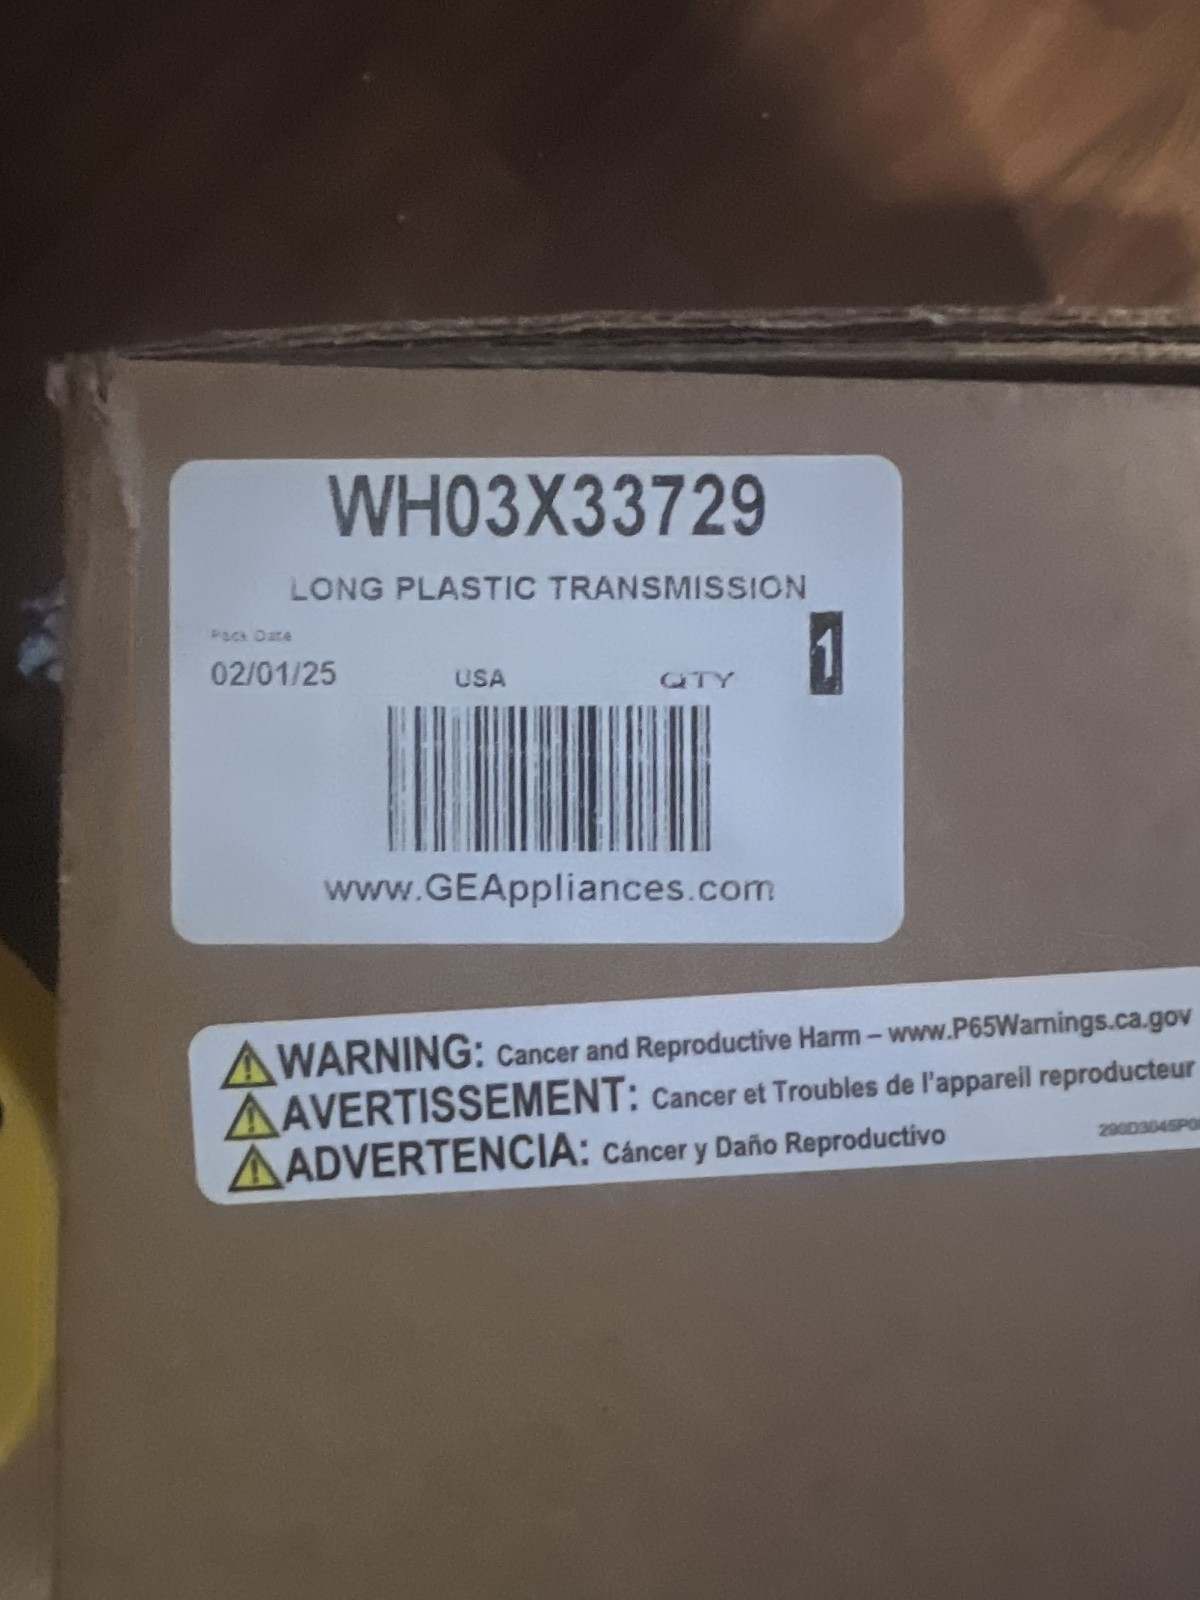 WH03X33729
LONG PLASTIC TRANSMISSION
Pack Date
02/01/25 USA QTY 1
www.GEAppliances.com
WARNING: Cancer and Reproductive Harm – www.P65Warnings.ca.gov
AVERTISSEMENT: Cancer et Troubles de l'appareil reproducteur
ADVERTENCIA: Cáncer y Daño Reproductivo